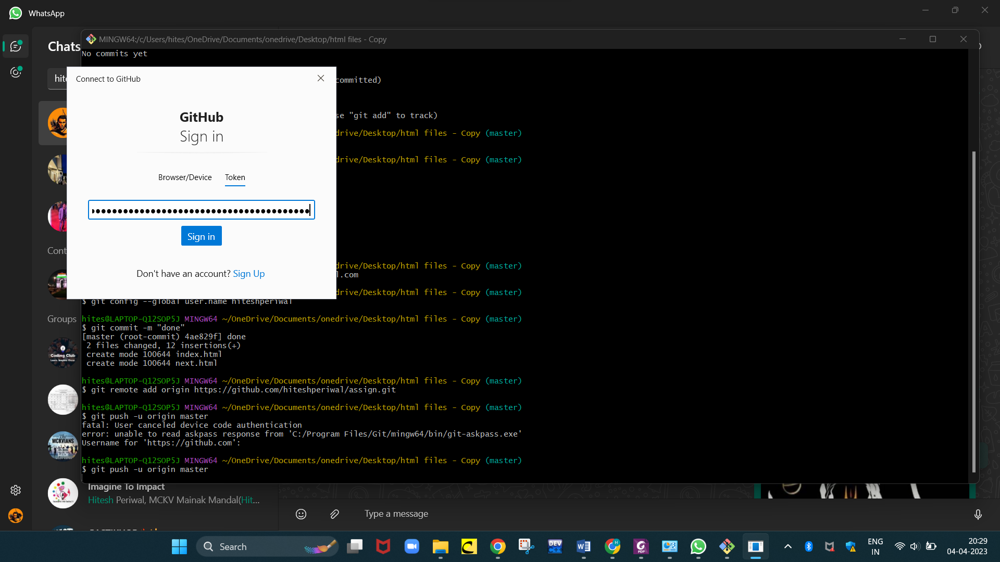 WhatsApp
Chats
MINGW64:/c/Users/hites/OneDrive/Documents/onedrive/Desktop/html files - Copy
No commits yet
hit
Connect to GitHub
committed)
GitHub
Sign in
se "git add" to track)
drive/Desktop/html files - Copy (master)
drive/Desktop/html files - Copy (master)
Browser/Device Token
Sign in
Cont
drive/Desktop/html files - Copy (master)
l.com
Don't have an account? Sign Up
drive/Desktop/html files - Copy (master)
$ git config --global user.name hiteshperiwal
Groups
hites@LAPTOP-Q12SOP5J MINGW64 ~/OneDrive/Documents/onedrive/Desktop/html files - Copy (master)
$ git commit -m "done"
[master (root-commit) 4ae829f] done
2 files changed, 12 insertions(+)
create mode 100644 index.html
create mode 100644 next.html
Coding Club
hites@LAPTOP-Q12SOP5J MINGW64 ~/OneDrive/Documents/onedrive/Desktop/html files - Copy (master)
$ git remote add origin https://github.com/hiteshperiwal/assign.git
hites@LAPTOP-Q12SOP5J MINGW64 ~/OneDrive/Documents/onedrive/Desktop/html files - Copy (master)
$ git push -u origin master
fatal: User canceled device code authentication
error: unable to read askpass response from 'C:/Program Files/Git/mingw64/bin/git-askpass.exe'
Username for 'https://github.com':
The
MCKVIANS
BATCH
hites@LAPTOP-Q12SOP5J MINGW64 ~/OneDrive/Documents/onedrive/Desktop/html files - Copy (master)
$ git push -u origin master
Imagine To Impact
Hitesh Periwal, MCKV Mainak Mandal(Hit...
Type a message
Search
DEV
C++
PDF
H
ENG
IN
20:29
04-04-2023